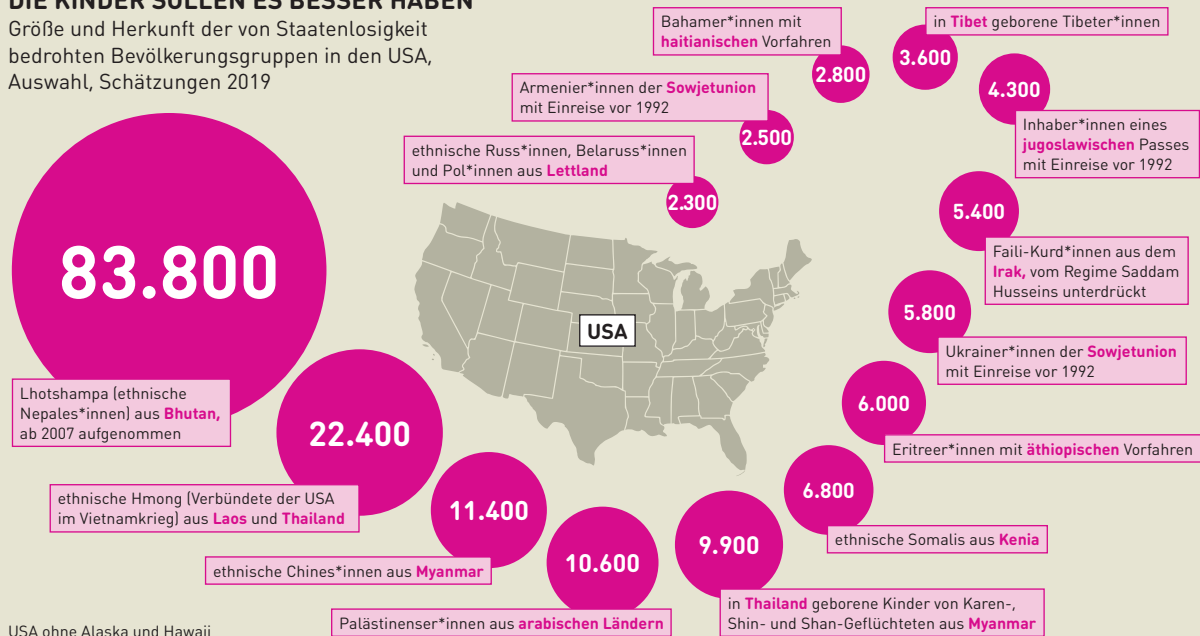 DIE KINDER SOLLEN ES BESSER HABEN
Größe und Herkunft der von Staatenlosigkeit
bedrohten Bevölkerungsgruppen in den USA,
Auswahl, Schätzungen 2019
83.800
Lhotshampa (ethnische
Nepales*innen) aus Bhutan,
ab 2007 aufgenommen
22.400
ethnische Hmong (Verbündete der USA
im Vietnamkrieg) aus Laos und Thailand
11.400
ethnische Chines*innen aus Myanmar
10.600
Palästinenser*innen aus arabischen Ländern
9.900
in Thailand geborene Kinder von Karen-,
Shin- und Shan-Geflüchteten aus Myanmar
6.800
ethnische Somalis aus Kenia
6.000
Eritreer*innen mit äthiopischen Vorfahren
5.800
Ukrainer*innen der Sowjetunion
mit Einreise vor 1992
5.400
Faili-Kurd*innen aus dem
Irak, vom Regime Saddam
Husseins unterdrückt
4.300
Inhaber*innen eines
jugoslawischen Passes
mit Einreise vor 1992
3.600
in Tibet geborene Tibeter*innen
2.800
Bahamer*innen mit
haitianischen Vorfahren
2.500
Armenier*innen der Sowjetunion
mit Einreise vor 1992
2.300
ethnische Russ*innen, Belaruss*innen
und Pol*innen aus Lettland
USA
USA ohne Alaska und Hawaii